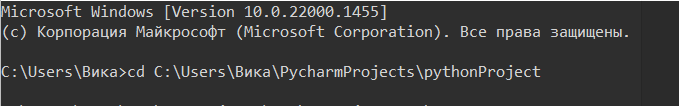 Microsoft Windows [Version 10.0.22000.1455]
(c) Корпорация Майкрософт (Microsoft Corporation). Все права защищены.
C:\Users\Вика>cd C:\Users\Вика\PycharmProjects\pythonProject